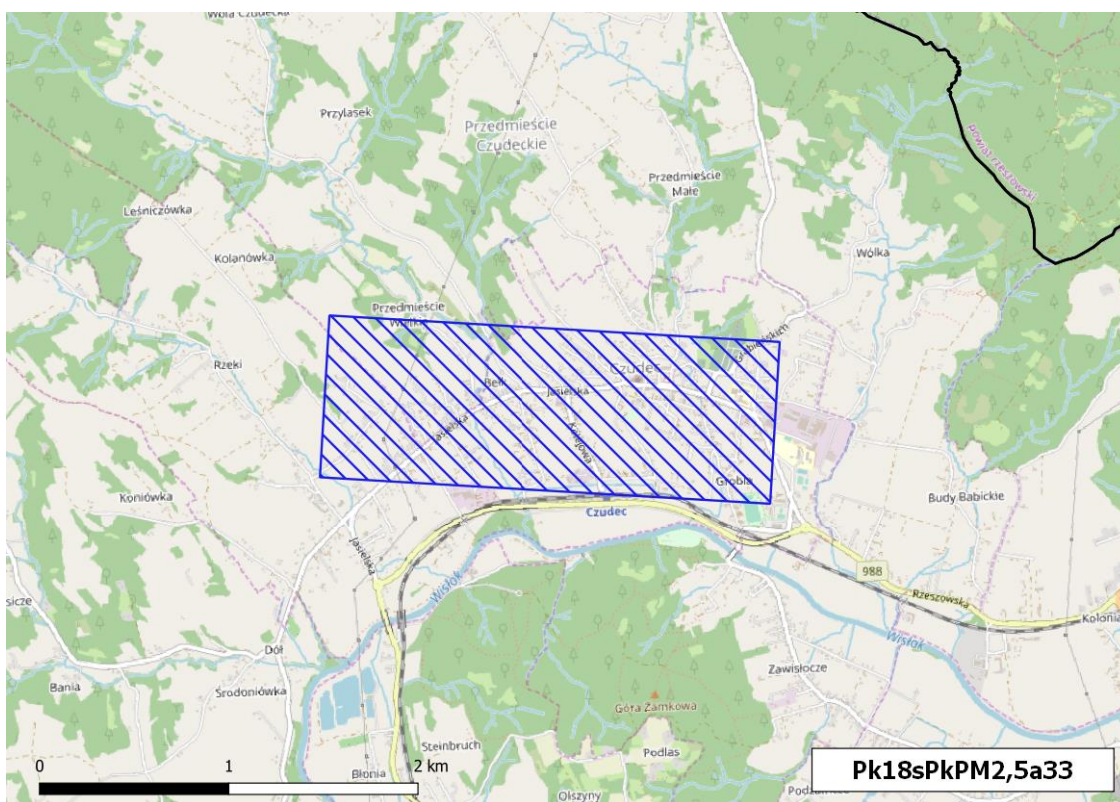 Wola Czudecka
Przylasek
Przedmieście
Czudeckie
powiat rzeszowski
Przedmieście
Małe
Leśniczówka
Kolanówka
Wólka
Przedmieście
Rzeki
Czudec
Bełk
Jasielska
Jasielska
Kolejowa
Grobla
Koniówka
Budy Babickie
Czudec
Jasielska
988
Wisłok
Rzeszowska
Kolonia
Wisłok
Dół
Zawisłocze
Bania
Środoniówka
Góra Zamkowa
Steinbruch
Podlas
0 1 2 km
Błonia
Olszyny
Pk18sPkPM2,5a33